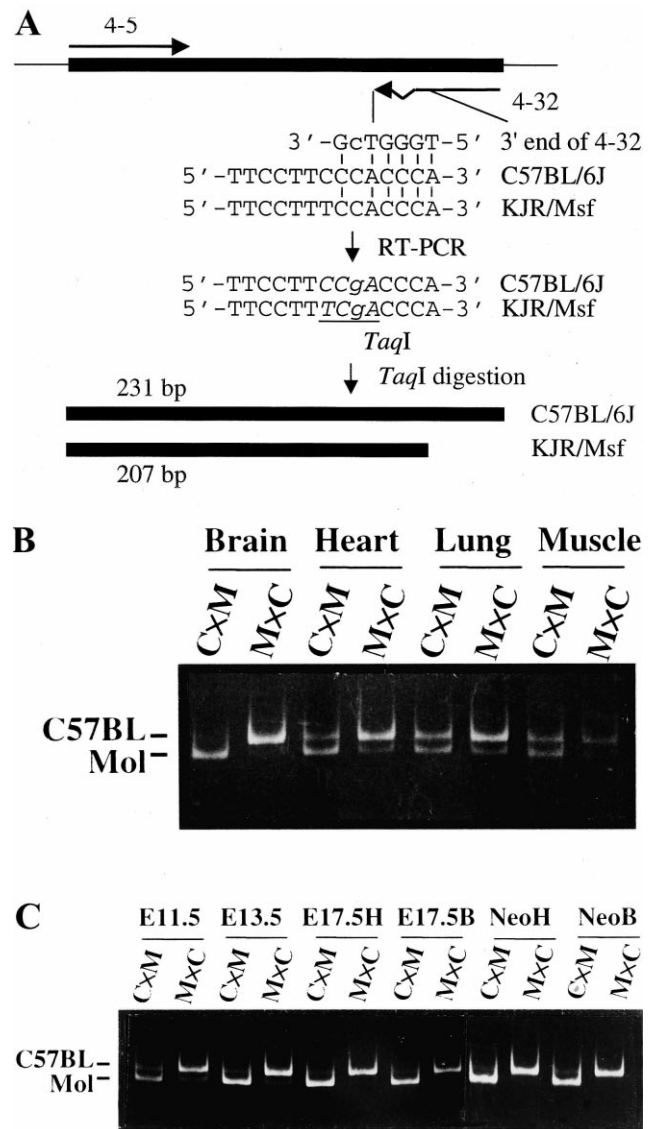 A
4-5
4-32
3'-GcTGGGT-5' 3' end of 4-32
5'-TTCCTTCCCACCCA-3' C57BL/6J
5'-TTCCTTTCCACCCA-3' KJR/Msf
RT-PCR
5'-TTCCTTCCgACCCA-3' C57BL/6J
5'-TTCCTTTCgACCCA-3' KJR/Msf
TaqI
TaqI digestion
231 bp
C57BL/6J
KJR/Msf
207 bp
B
Brain Heart Lung Muscle
C×M M×C C×M M×C C×M M×C C×M M×C
C57BL
Mol
C
E11.5 E13.5 E17.5H E17.5B NeoH NeoB
C×M M×C C×M M×C C×M M×C C×M M×C C×M M×C C×M M×C
C57BL
Mol